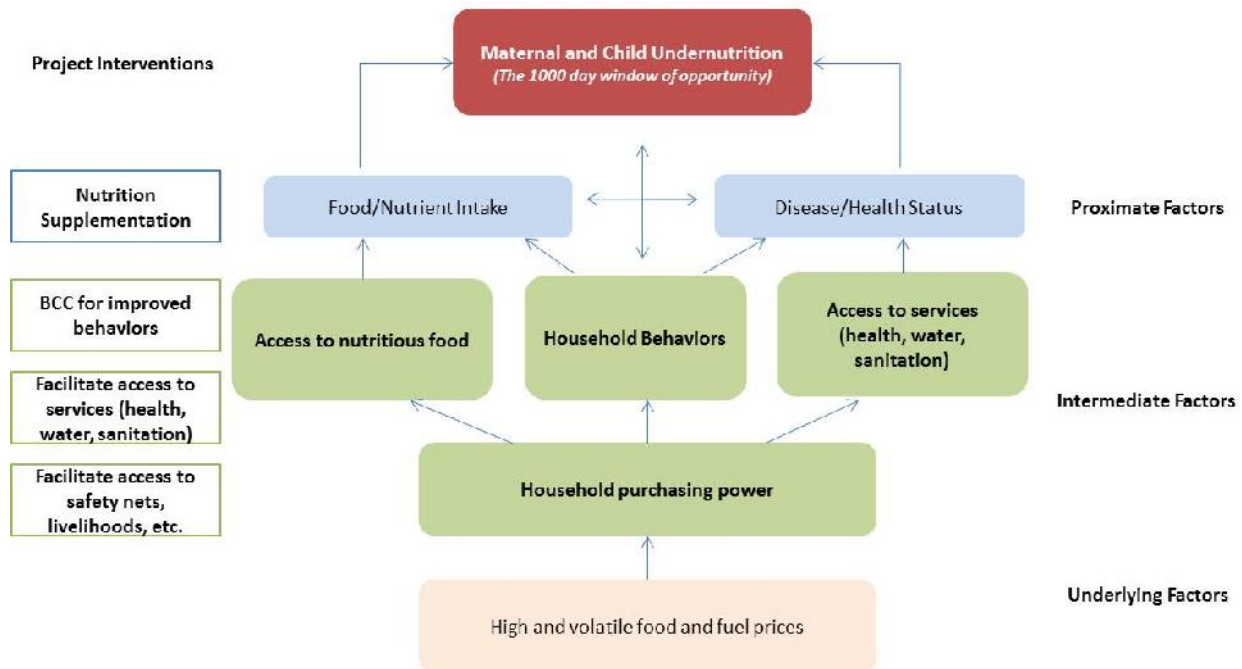 Maternal and Child Undernutrition
(The 1000 day window of opportunity)
Project Interventions
Nutrition
Supplementation
Food/Nutrient Intake
Disease/Health Status
Proximate Factors
BCC for improved
behaviors
Access to nutritious food
Household Behaviors
Access to services
(health, water,
sanitation)
Facilitate access to
services (health,
water, sanitation)
Intermediate Factors
Facilitate access to
safety nets,
livelihoods, etc.
Household purchasing power
Underlying Factors
High and volatile food and fuel prices